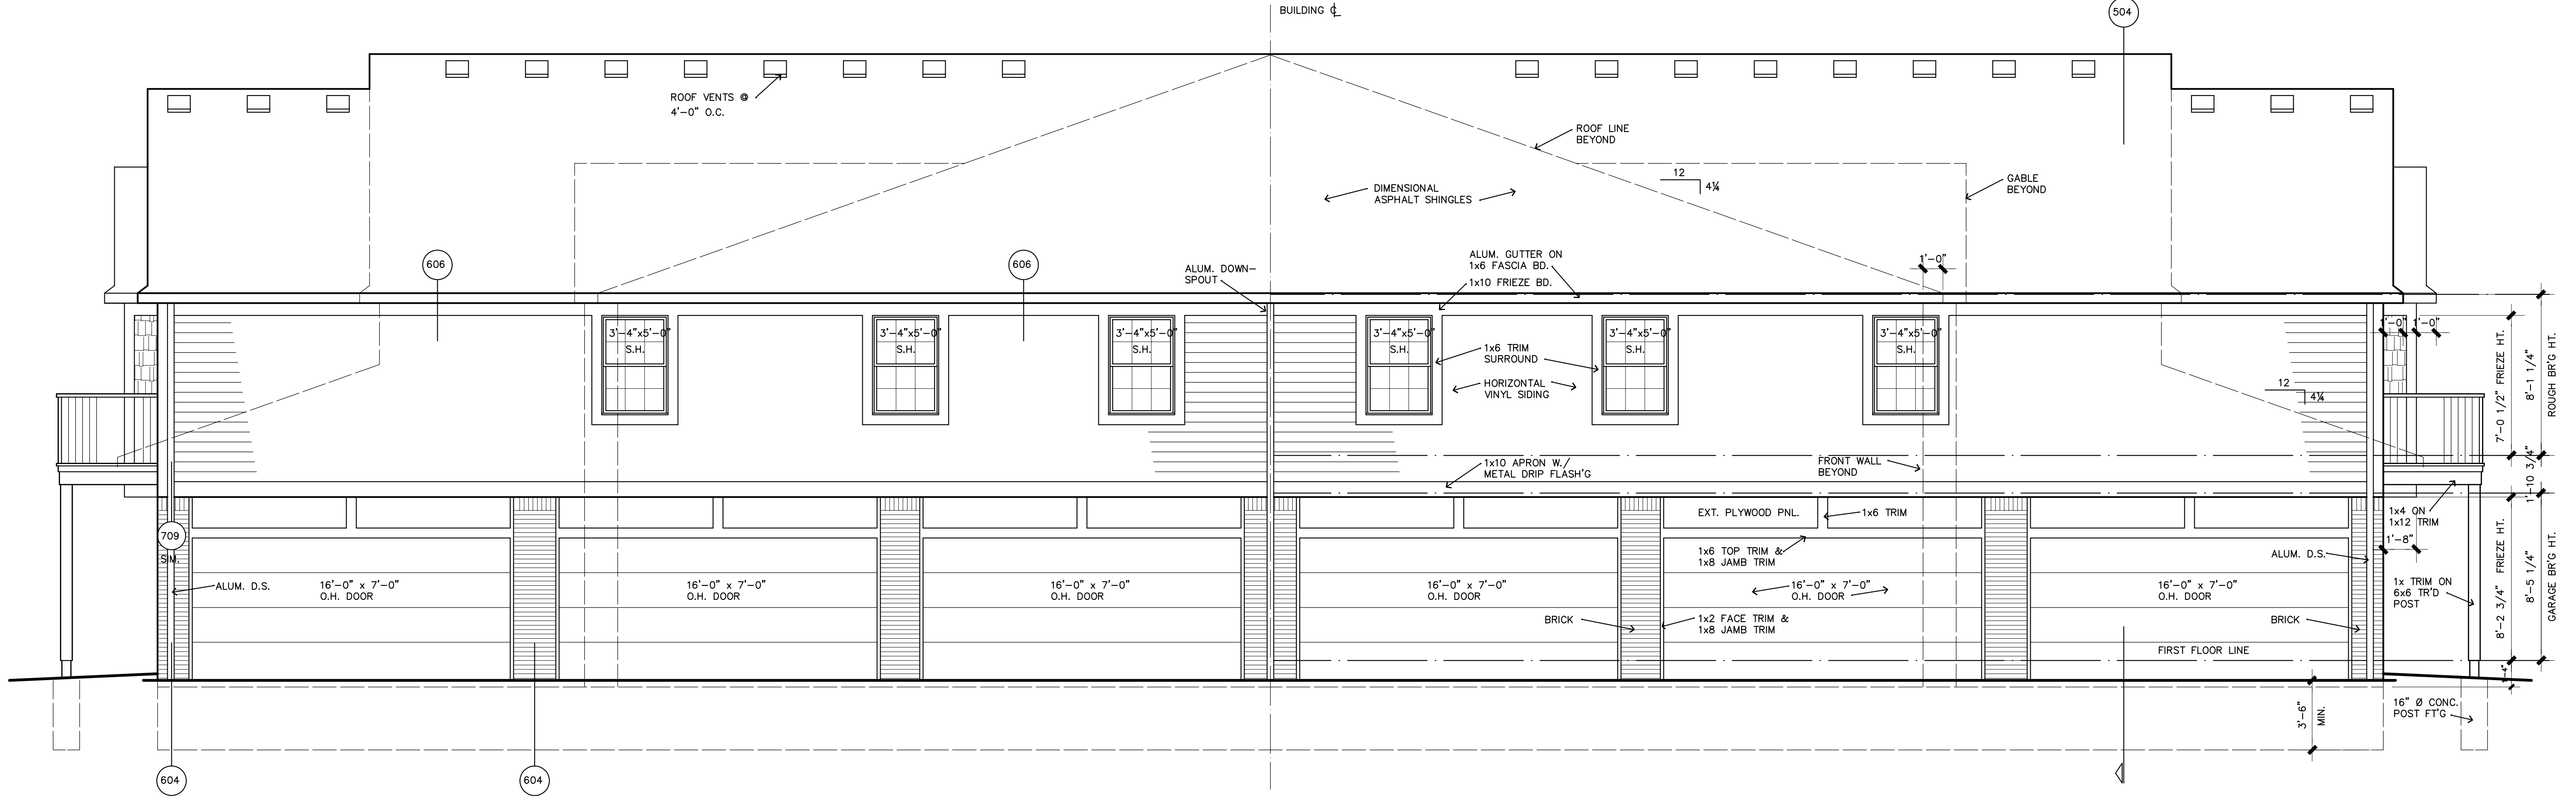 BUILDING ℄
504
ROOF VENTS @
4'-0" O.C.
ROOF LINE
BEYOND
12
4¼
GABLE
BEYOND
DIMENSIONAL
ASPHALT SHINGLES
606
606
ALUM. DOWN-
SPOUT
ALUM. GUTTER ON
1x6 FASCIA BD.
1x10 FRIEZE BD.
1'-0"
3'-4"x5'-0"
S.H.
3'-4"x5'-0"
S.H.
3'-4"x5'-0"
S.H.
3'-4"x5'-0"
S.H.
3'-4"x5'-0"
S.H.
3'-4"x5'-0"
S.H.
1'-0"
1'-0"
1x6 TRIM
SURROUND
HORIZONTAL
VINYL SIDING
12
4¼
7'-0 1/2" FRIEZE HT.
8'-1 1/4"
ROUGH BR'G HT.
1x10 APRON W./
METAL DRIP FLASH'G
FRONT WALL
BEYOND
1'-10 3/4"
EXT. PLYWOOD PNL.
1x6 TRIM
1x4 ON
1x12 TRIM
709
SIM.
1x6 TOP TRIM &
1x8 JAMB TRIM
1'-8"
ALUM. D.S.
ALUM. D.S.
16'-0" x 7'-0"
O.H. DOOR
16'-0" x 7'-0"
O.H. DOOR
16'-0" x 7'-0"
O.H. DOOR
16'-0" x 7'-0"
O.H. DOOR
16'-0" x 7'-0"
O.H. DOOR
16'-0" x 7'-0"
O.H. DOOR
1x TRIM ON
6x6 TR'D
POST
8'-2 3/4" FRIEZE HT.
8'-5 1/4"
GARAGE BR'G HT.
BRICK
1x2 FACE TRIM &
1x8 JAMB TRIM
BRICK
FIRST FLOOR LINE
1'-4"
3'-6"
MIN.
16" Ø CONC.
POST FT'G
604
604